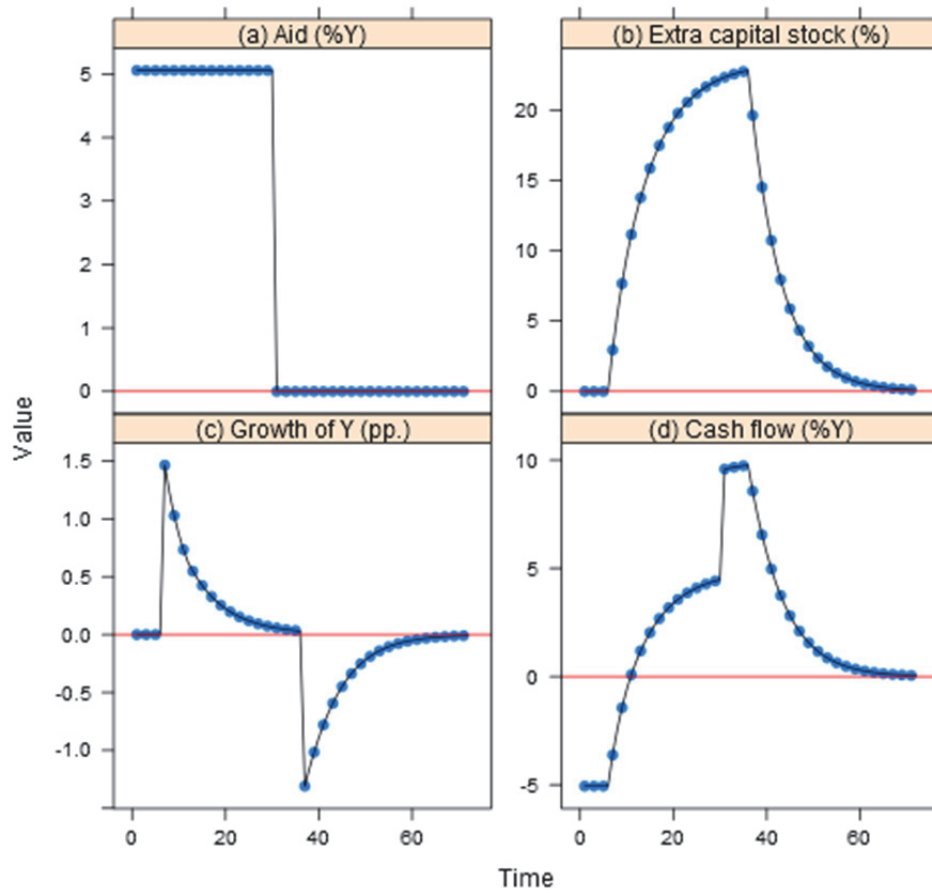 (a) Aid (%Y)
(b) Extra capital stock (%)
5
4
3
2
1
0
20
15
10
5
0
(c) Growth of Y (pp.)
(d) Cash flow (%Y)
1.5
1.0
0.5
0.0
-0.5
-1.0
10
5
0
-5
0 20 40 60
0 20 40 60
Value
Time